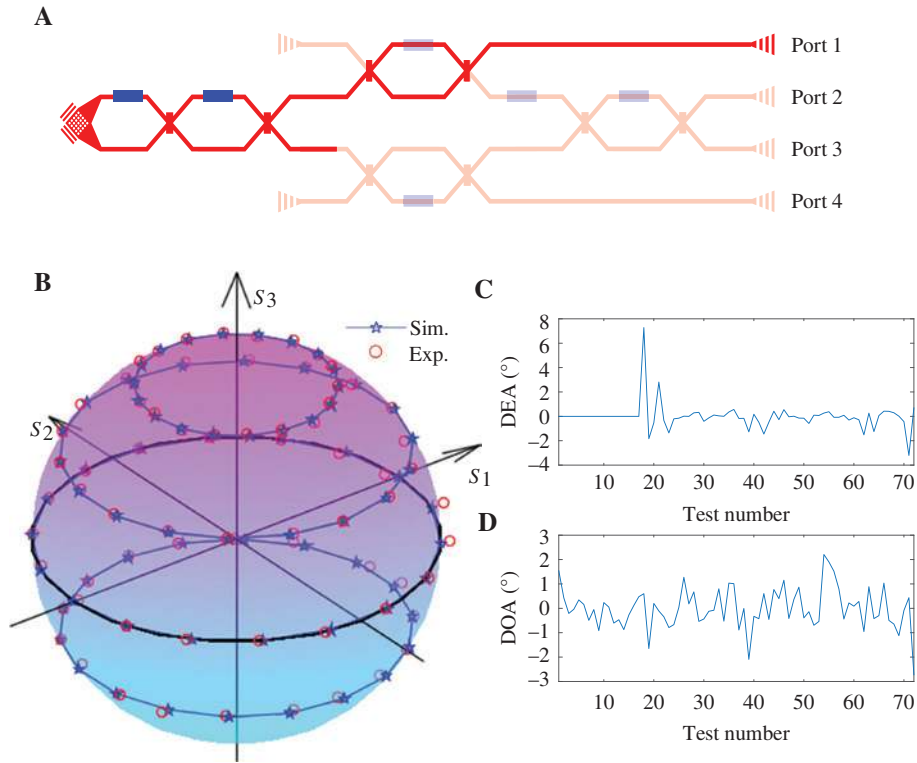 A
Port 1
Port 2
Port 3
Port 4
B
S3
S2
S1
Sim.
Exp.
C
DEA (°)
8
6
4
2
0
−2
−4
10 20 30 40 50 60 70
Test number
D
DOA (°)
3
2
1
0
−1
−2
−3
10 20 30 40 50 60 70
Test number